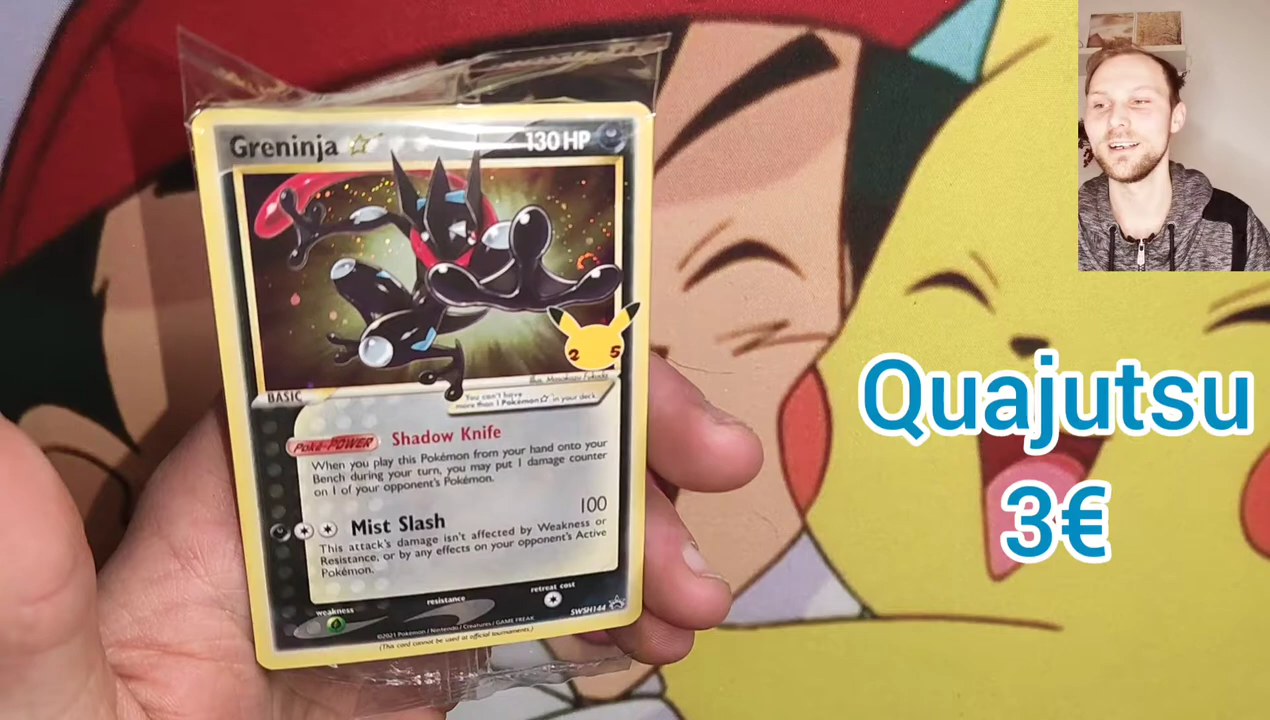 Greninja ☆
130 HP
25
Illus. Masakazu Fukuda
BASIC
You can't have
more than 1 Pokémon ☆ in your deck.
Poké-POWER Shadow Knife
When you play this Pokémon from your hand onto your
Bench during your turn, you may put 1 damage counter
on 1 of your opponent's Pokémon.
Mist Slash 100
This attack's damage isn't affected by Weakness or
Resistance, or by any effects on your opponent's Active
Pokémon.
weakness resistance retreat cost
SWSH144
©2021 Pokémon / Nintendo / Creatures / GAME FREAK
(This card cannot be used at official tournaments.)
Quajutsu
3€